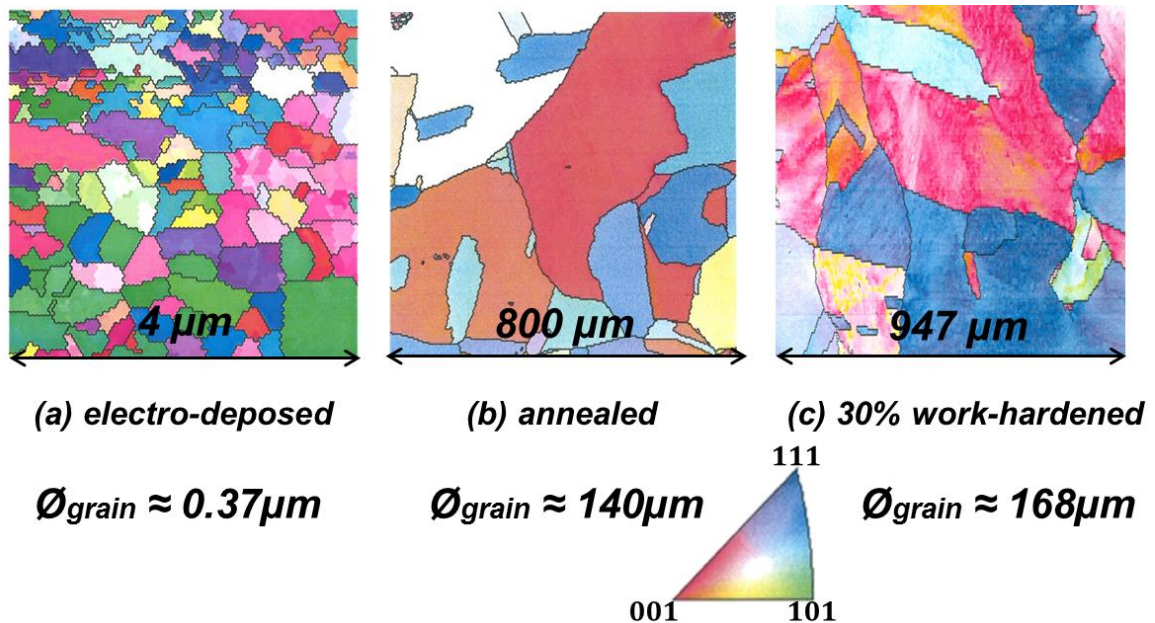 4 μm
800 μm
947 μm
(a) electro-deposed
(b) annealed
(c) 30% work-hardened
Øgrain ≈ 0.37μm
Øgrain ≈ 140μm
Øgrain ≈ 168μm
111
001
101